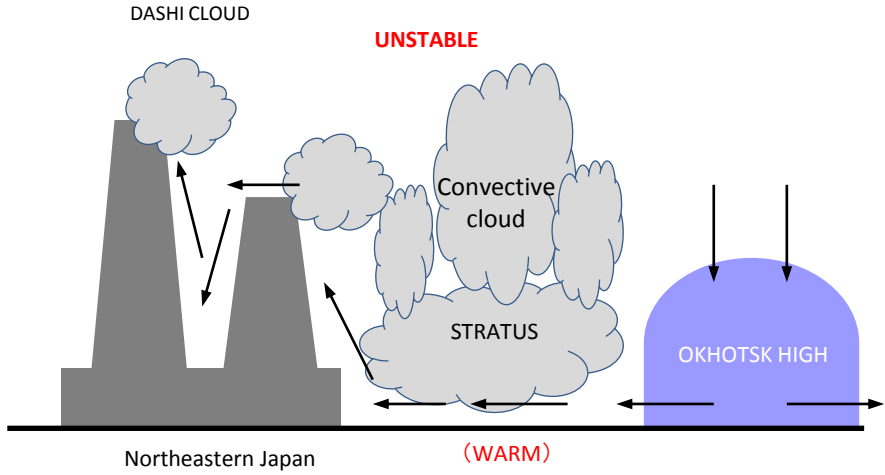 DASHI CLOUD
UNSTABLE
Convective
cloud
STRATUS
OKHOTSK HIGH
Northeastern Japan
（WARM）